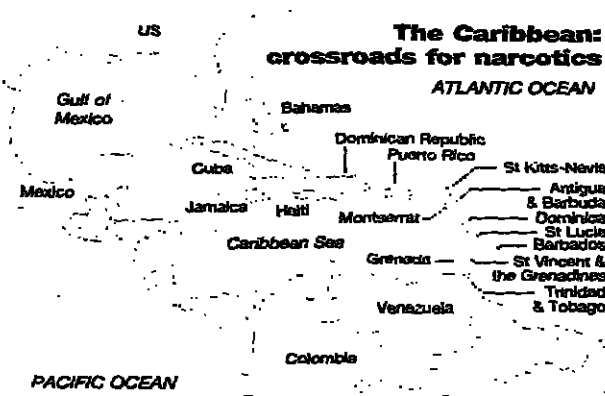 US
The Caribbean:
crossroads for narcotics
ATLANTIC OCEAN
Gulf of
Mexico
Bahamas
Dominican Republic
Puerto Rico
Cuba
St Kitts-Nevis
Mexico
Antigua
& Barbuda
Jamaica
Haiti
Montserrat
Dominica
St Lucia
Caribbean Sea
Barbados
Grenada
St Vincent &
the Grenadines
Trinidad
& Tobago
Venezuela
Colombia
PACIFIC OCEAN